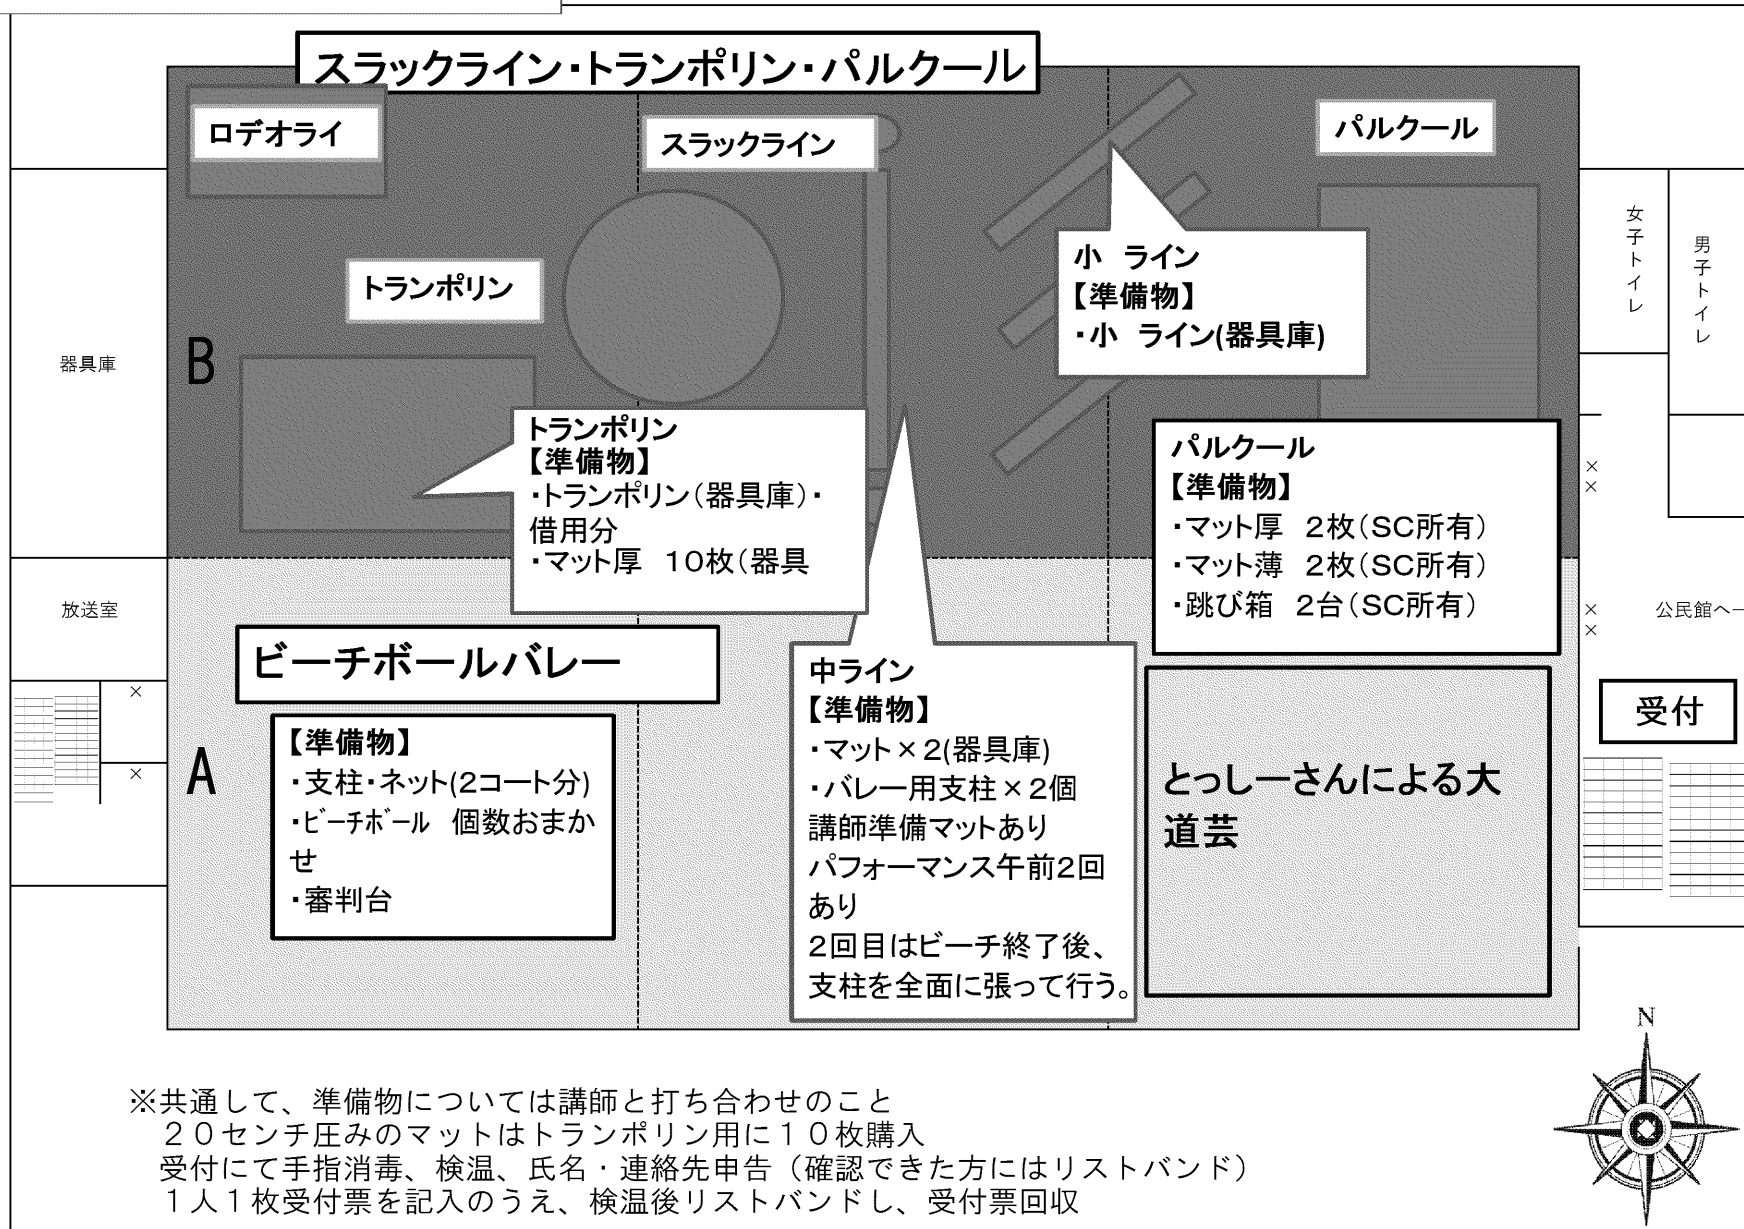 スラックライン・トランポリン・パルクール
ロデオライ
スラックライン
パルクール
トランポリン
小　ライン
【準備物】
・小　ライン(器具庫)
女子トイレ
男子トイレ
器具庫
B
トランポリン
【準備物】
・トランポリン（器具庫）・
借用分
・マット厚　10枚（器具
パルクール
【準備物】
・マット厚　2枚（SC所有）
・マット薄　2枚（SC所有）
・跳び箱　2台（SC所有）
×
×
放送室
×
×
公民館へー
ビーチボールバレー
【準備物】
・支柱・ネット(2コート分)
・ビーチボール　個数おまか
せ
・審判台
中ライン
【準備物】
・マット×2(器具庫)
・バレー用支柱×2個
講師準備マットあり
パフォーマンス午前2回
あり
2回目はビーチ終了後、
支柱を全面に張って行う。
とっしーさんによる大
道芸
受付
×
×
A
N
※共通して、準備物については講師と打ち合わせのこと
２０センチ圧みのマットはトランポリン用に１０枚購入
受付にて手指消毒、検温、氏名・連絡先申告（確認できた方にはリストバンド）
１人１枚受付票を記入のうえ、検温後リストバンドし、受付票回収